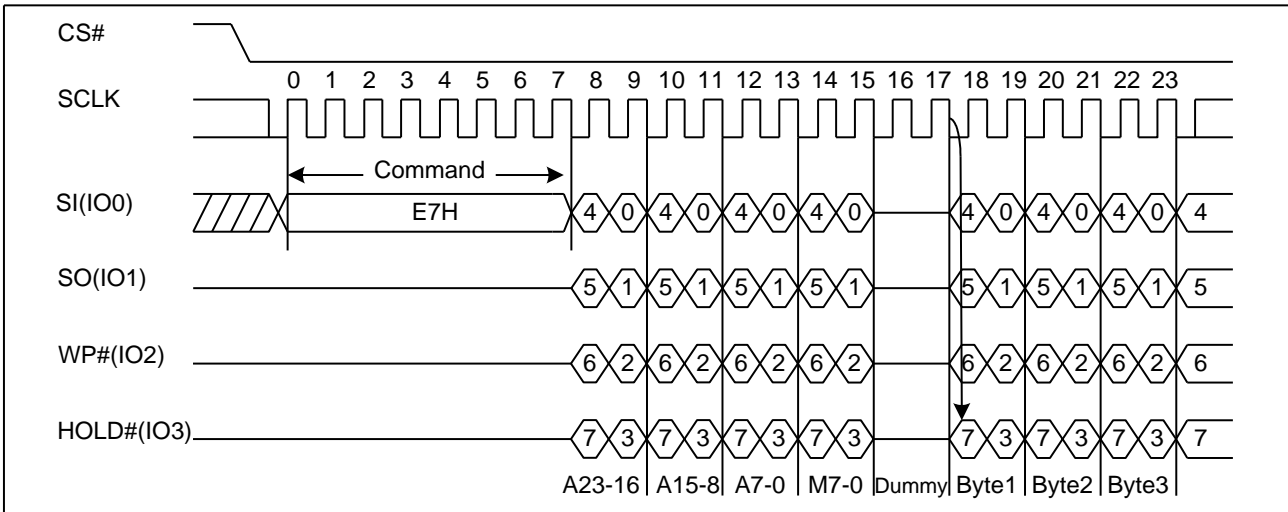 CS#
0 1 2 3 4 5 6 7 8 9 10 11 12 13 14 15 16 17 18 19 20 21 22 23
SCLK
Command
SI(IO0) E7H 4 0 4 0 4 0 4 0 4 0 4 0 4 0 4
SO(IO1) 5 1 5 1 5 1 5 1 5 1 5 1 5 1 5
WP#(IO2) 6 2 6 2 6 2 6 2 6 2 6 2 6 2 6
HOLD#(IO3) 7 3 7 3 7 3 7 3 7 3 7 3 7 3 7
A23-16 A15-8 A7-0 M7-0 Dummy Byte1 Byte2 Byte3